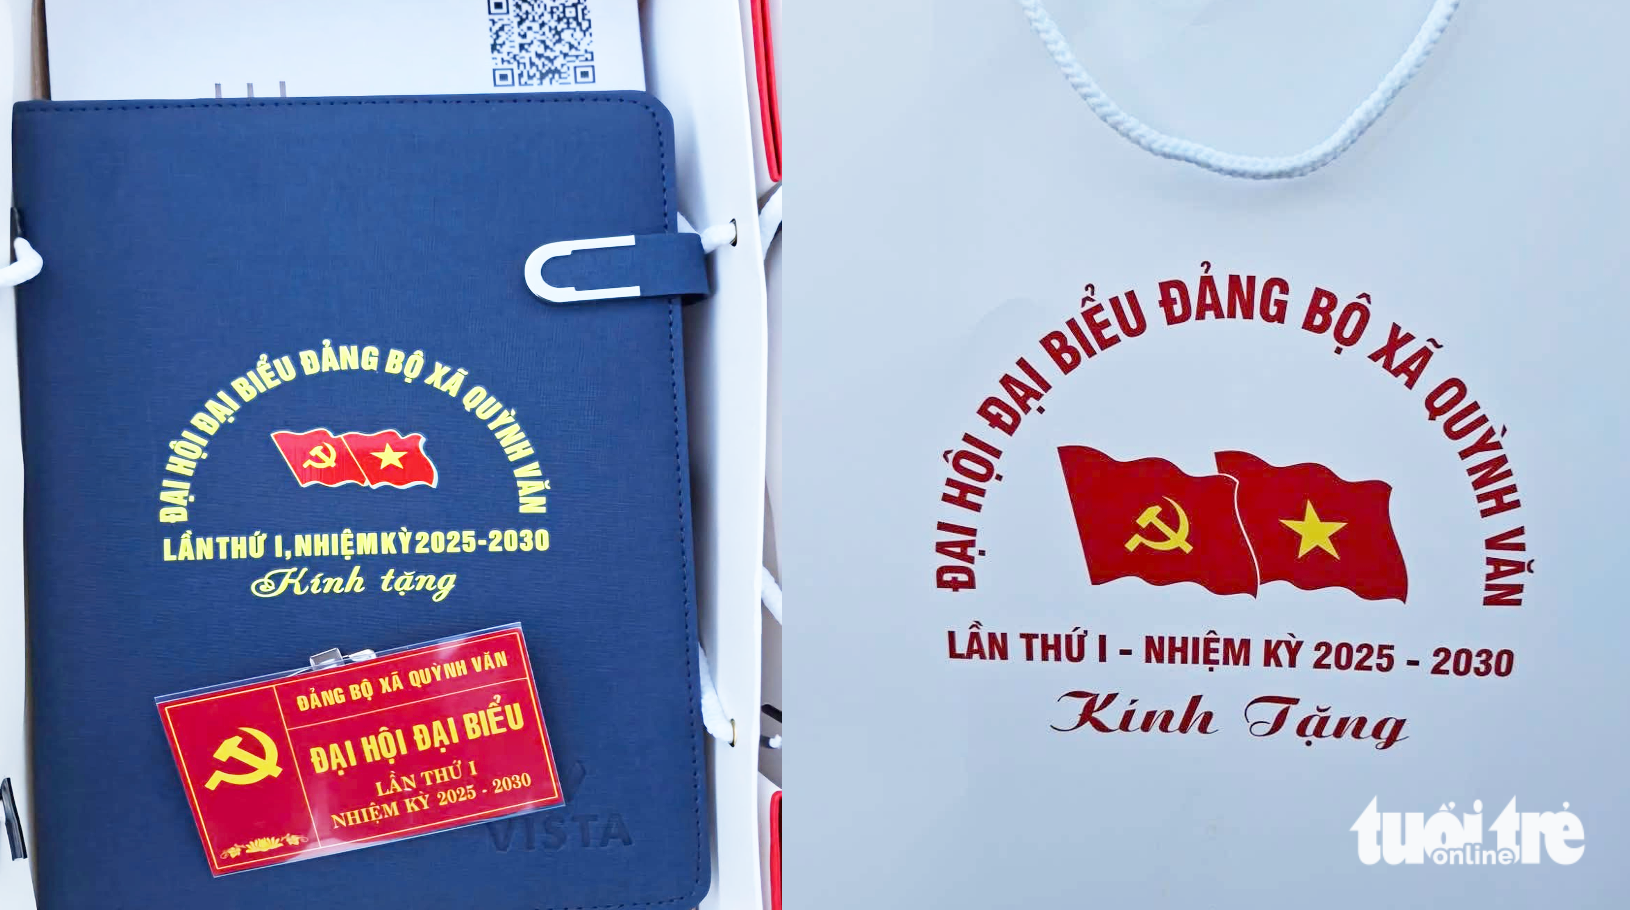 ĐẠI HỘI ĐẠI BIỂU ĐẢNG BỘ XÃ QUỲNH VĂN
LẦN THỨ I, NHIỆM KỲ 2025-2030
Kính tặng
ĐẢNG BỘ XÃ QUỲNH VĂN
ĐẠI HỘI ĐẠI BIỂU
LẦN THỨ I
NHIỆM KỲ 2025 - 2030
VISTA
ĐẠI HỘI ĐẠI BIỂU ĐẢNG BỘ XÃ QUỲNH VĂN
LẦN THỨ I - NHIỆM KỲ 2025 - 2030
Kính Tặng
tuổi trẻ
online